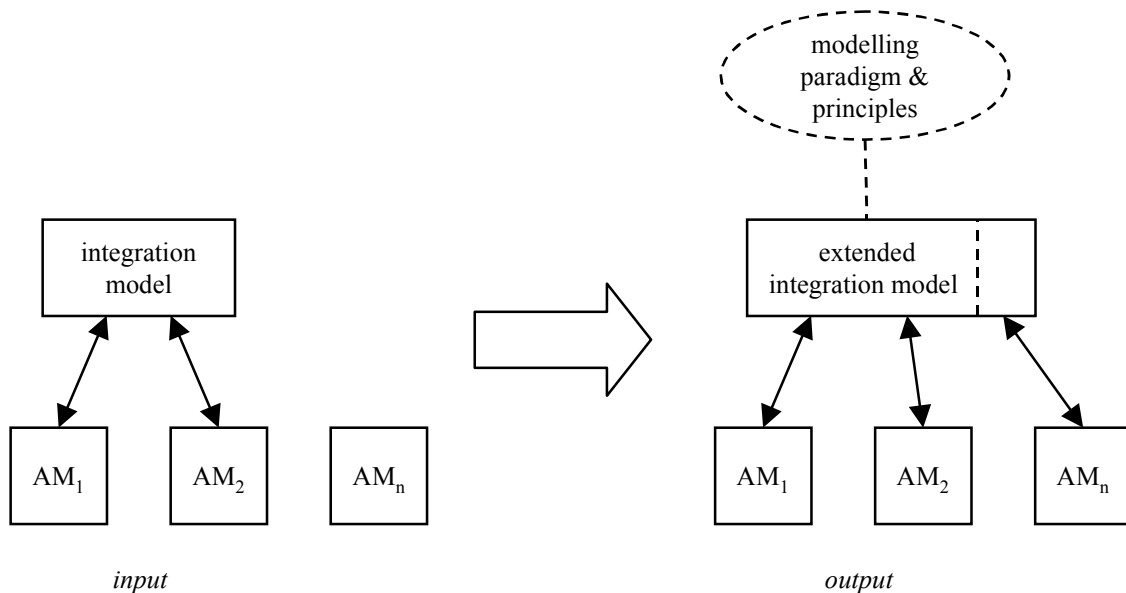 modelling
paradigm &
principles
integration
model
extended
integration model
AM₁
AM₂
AMₙ
AM₁
AM₂
AMₙ
input
output